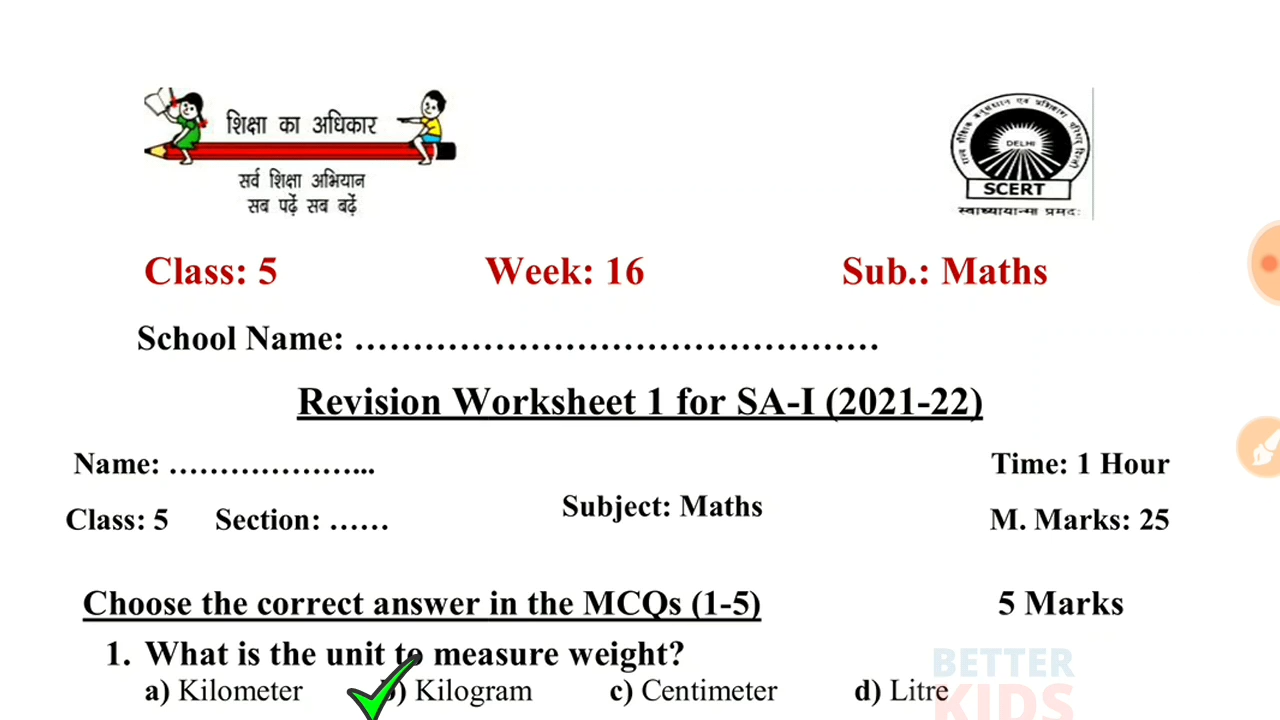 शिक्षा का अधिकार
सर्व शिक्षा अभियान
सब पढ़ें सब बढ़ें
DELHI
SCERT
Class: 5 Week: 16 Sub.: Maths
School Name: ………………………………………
Revision Worksheet 1 for SA-I (2021-22)
Name: ………………...
Time: 1 Hour
Class: 5 Section: ……
Subject: Maths
M. Marks: 25
Choose the correct answer in the MCQs (1-5) 5 Marks
1. What is the unit to measure weight?
a) Kilometer b) Kilogram c) Centimeter d) Litre
BETTER
KIDS